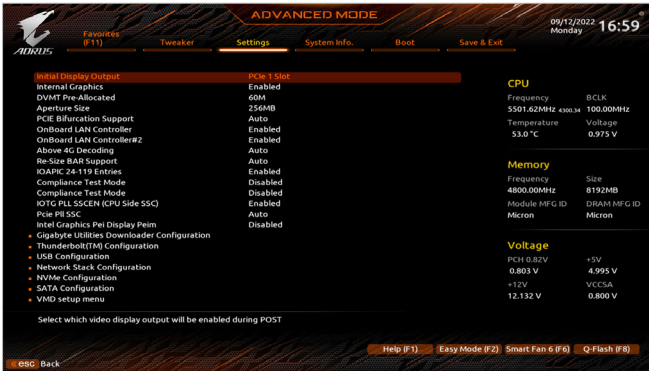 ADVANCED MODE
09/12/2022 Monday 16:59
AORUS
Favorites (F11) Tweaker Settings System Info. Boot Save & Exit
Initial Display Output PCIe 1 Slot
Internal Graphics Enabled
DVMT Pre-Allocated 60M
Aperture Size 256MB
PCIE Bifurcation Support Auto
OnBoard LAN Controller Enabled
OnBoard LAN Controller#2 Enabled
Above 4G Decoding Auto
Re-Size BAR Support Auto
IOAPIC 24-119 Entries Enabled
Compliance Test Mode Disabled
Compliance Test Mode Disabled
IOTG PLL SSCEN (CPU Side SSC) Enabled
Pcie Pll SSC Auto
Intel Graphics Pei Display Peim Disabled
Gigabyte Utilities Downloader Configuration
Thunderbolt(TM) Configuration
USB Configuration
Network Stack Configuration
NVMe Configuration
SATA Configuration
VMD setup menu
Select which video display output will be enabled during POST
CPU
Frequency BCLK
5501.62MHz 4300.34 100.00MHz
Temperature Voltage
53.0 °C 0.975 V
Memory
Frequency Size
4800.00MHz 8192MB
Module MFG ID DRAM MFG ID
Micron Micron
Voltage
PCH 0.82V +5V
0.803 V 4.995 V
+12V VCCSA
12.132 V 0.800 V
Help (F1) Easy Mode (F2) Smart Fan 6 (F6) Q-Flash (F8)
esc Back